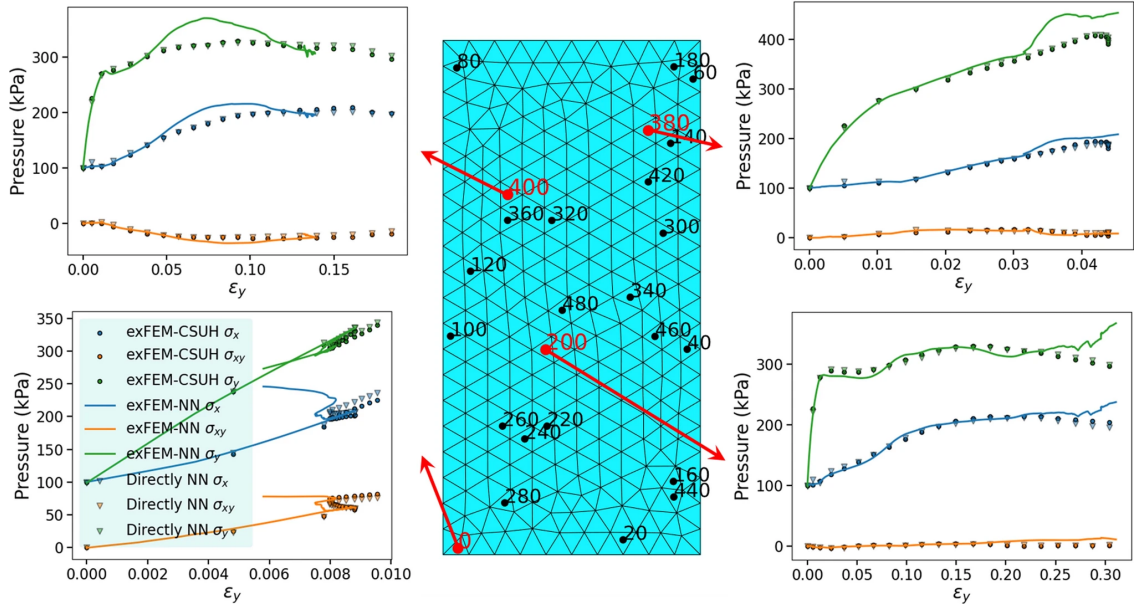 Pressure (kPa)
300
200
100
0
0.00 0.05 0.10 0.15
εy
Pressure (kPa)
350
300
250
200
150
100
50
0
0.000 0.002 0.004 0.006 0.008 0.010
εy
exFEM-CSUH σx
exFEM-CSUH σxy
exFEM-CSUH σy
exFEM-NN σx
exFEM-NN σxy
exFEM-NN σy
Directly NN σx
Directly NN σxy
Directly NN σy
80 180
60
380
140
400 420
360 320 300
120
340
480
100 460 40
200
260 220
240
160
440
280
20
0
Pressure (kPa)
400
300
200
100
0
0.00 0.01 0.02 0.03 0.04
εy
Pressure (kPa)
300
200
100
0
0.00 0.05 0.10 0.15 0.20 0.25 0.30
εy